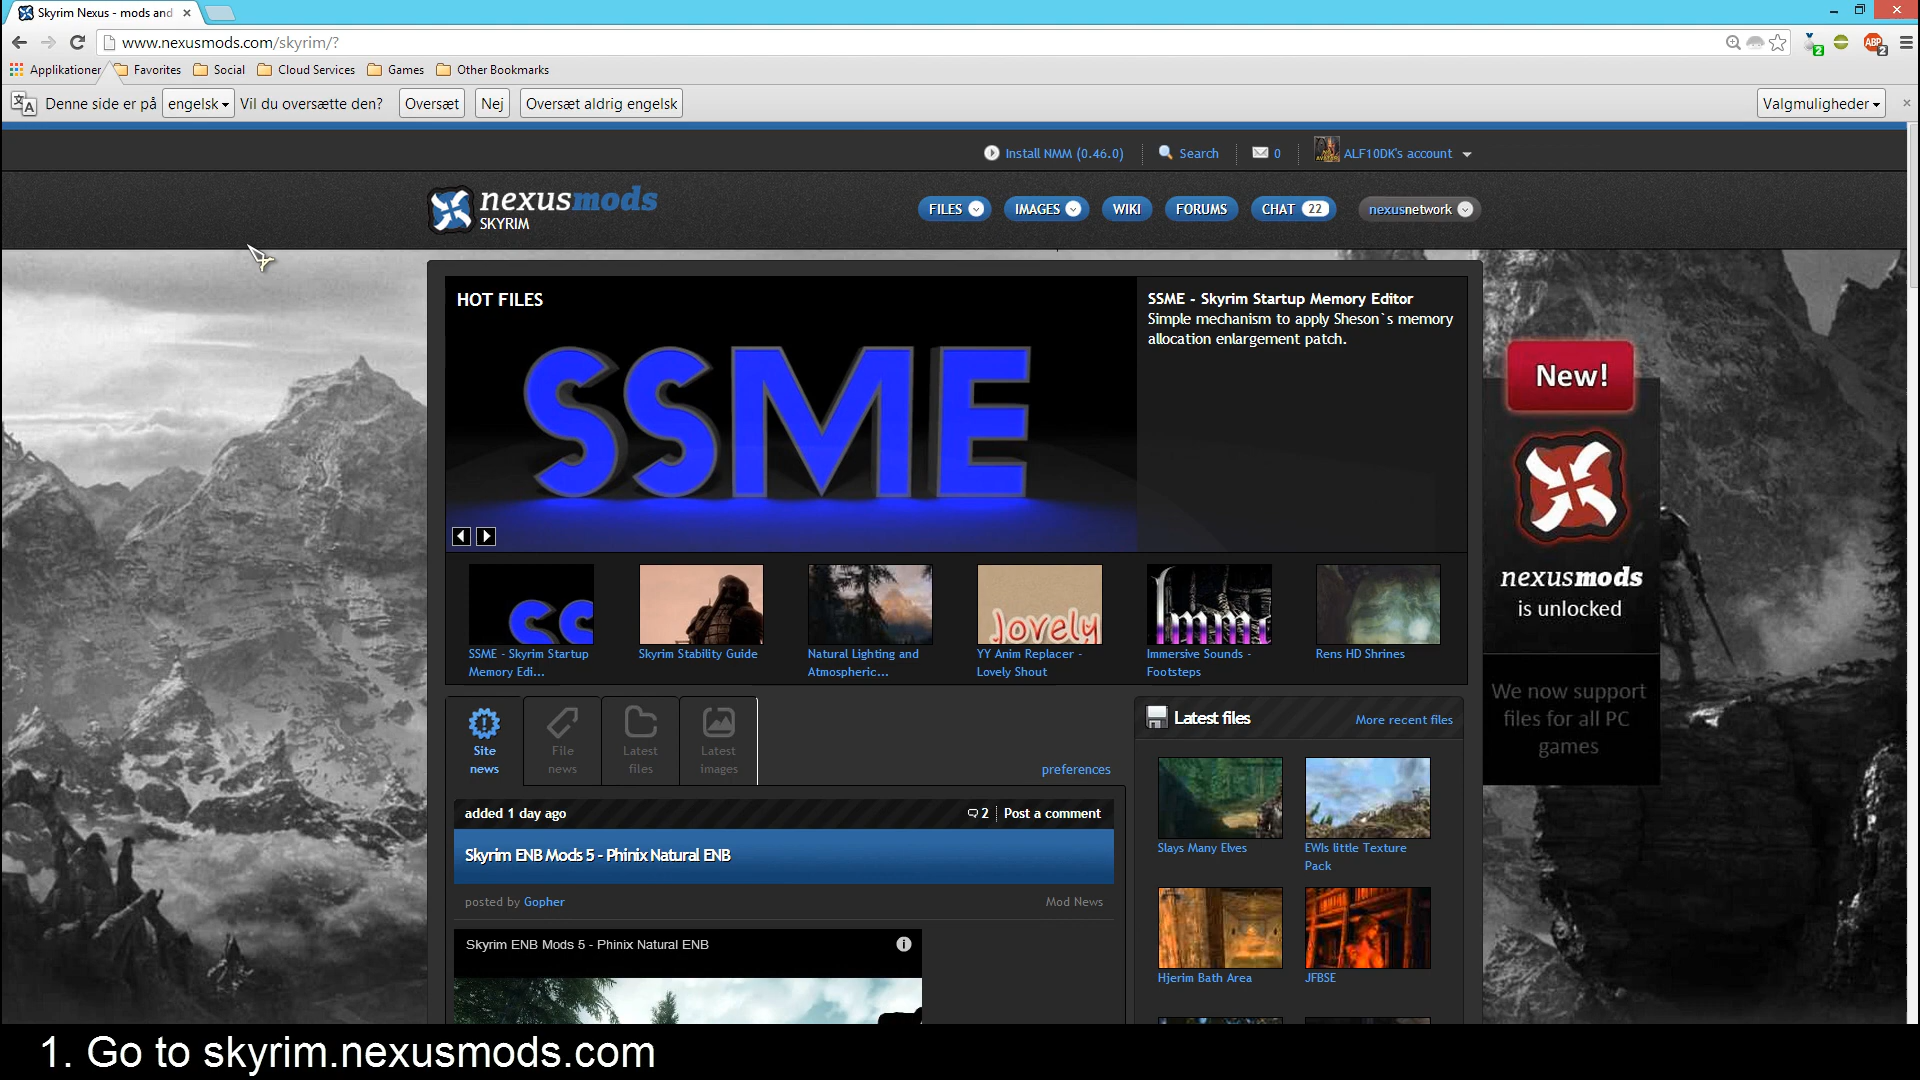 Skyrim Nexus - mods and
www.nexusmods.com/skyrim/?
2
ABP
2
Applikationer
Favorites
Social
Cloud Services
Games
Other Bookmarks
Denne side er på engelsk Vil du oversætte den? Oversæt Nej Oversæt aldrig engelsk Valgmuligheder
Install NMM (0.46.0) Search 0 ALF10DK's account
nexusmods
SKYRIM
FILES IMAGES WIKI FORUMS CHAT 22 nexusnetwork
HOT FILES
SSME
SSME - Skyrim Startup Memory Editor
Simple mechanism to apply Sheson`s memory
allocation enlargement patch.
New!
nexusmods
is unlocked
We now support
files for all PC
games
Lovely
Imm
SSME - Skyrim Startup
Memory Edi...
Skyrim Stability Guide
Natural Lighting and
Atmospheric...
YY Anim Replacer -
Lovely Shout
Immersive Sounds -
Footsteps
Rens HD Shrines
Site
news
File
news
Latest
files
Latest
images
preferences
added 1 day ago 2 Post a comment
Skyrim ENB Mods 5 - Phinix Natural ENB
posted by Gopher Mod News
Skyrim ENB Mods 5 - Phinix Natural ENB
Latest files More recent files
Slays Many Elves
EWIs little Texture
Pack
Hjerim Bath Area
JFBSE
1. Go to skyrim.nexusmods.com